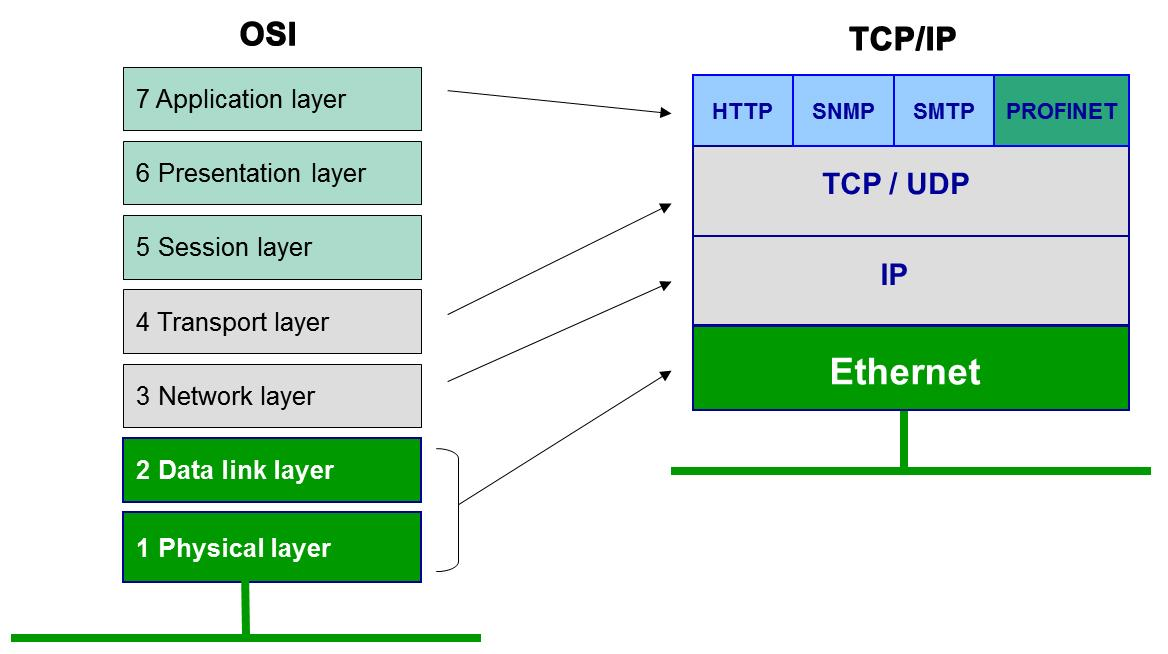 OSI
7 Application layer
6 Presentation layer
5 Session layer
4 Transport layer
3 Network layer
2 Data link layer
1 Physical layer
TCP/IP
HTTP SNMP SMTP PROFINET
TCP / UDP
IP
Ethernet